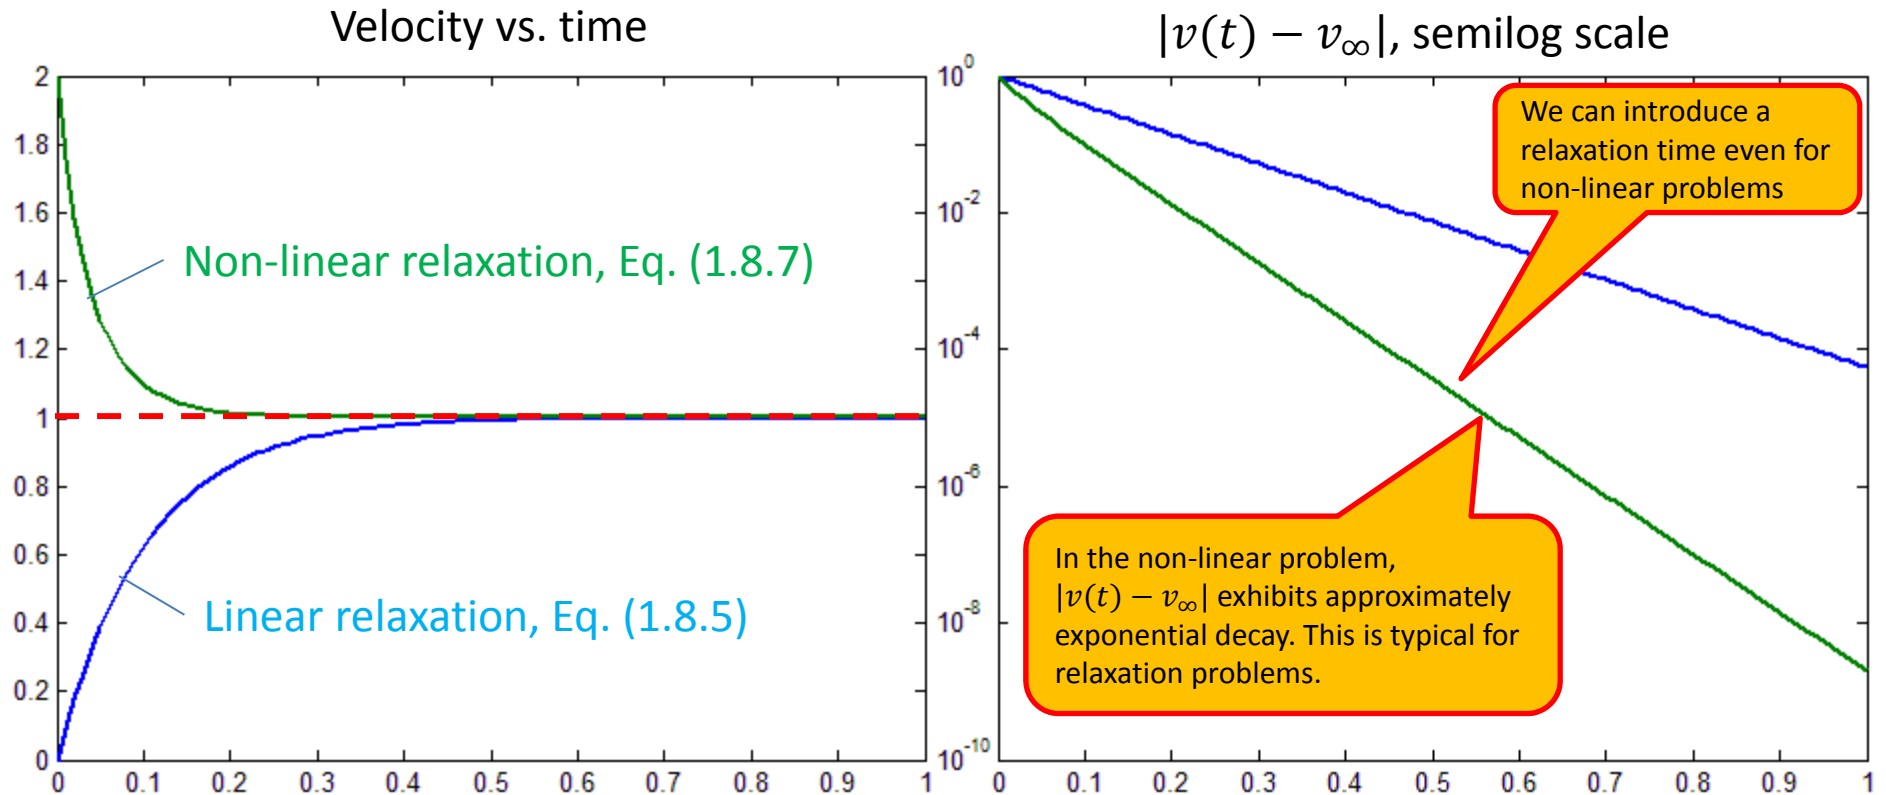 Velocity vs. time
2
1.8
1.6
1.4
1.2
1
0.8
0.6
0.4
0.2
0
0 0.1 0.2 0.3 0.4 0.5 0.6 0.7 0.8 0.9 1
Non-linear relaxation, Eq. (1.8.7)
Linear relaxation, Eq. (1.8.5)
|v(t) − v∞|, semilog scale
10^0
10^-2
10^-4
10^-6
10^-8
10^-10
0 0.1 0.2 0.3 0.4 0.5 0.6 0.7 0.8 0.9 1
We can introduce a
relaxation time even for
non-linear problems
In the non-linear problem,
|v(t) − v∞| exhibits approximately
exponential decay. This is typical for
relaxation problems.